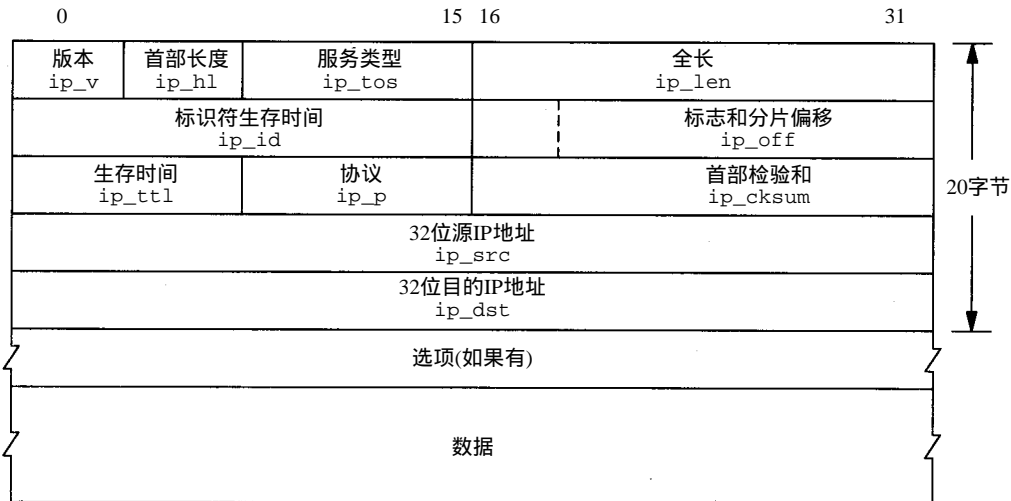 0 15 16 31
版本 首部长度 服务类型 全长
ip_v ip_hl ip_tos ip_len
标识符生存时间 标志和分片偏移
ip_id ip_off
生存时间 协议 首部检验和
ip_ttl ip_p ip_cksum
20字节
32位源IP地址
ip_src
32位目的IP地址
ip_dst
选项(如果有)
数据